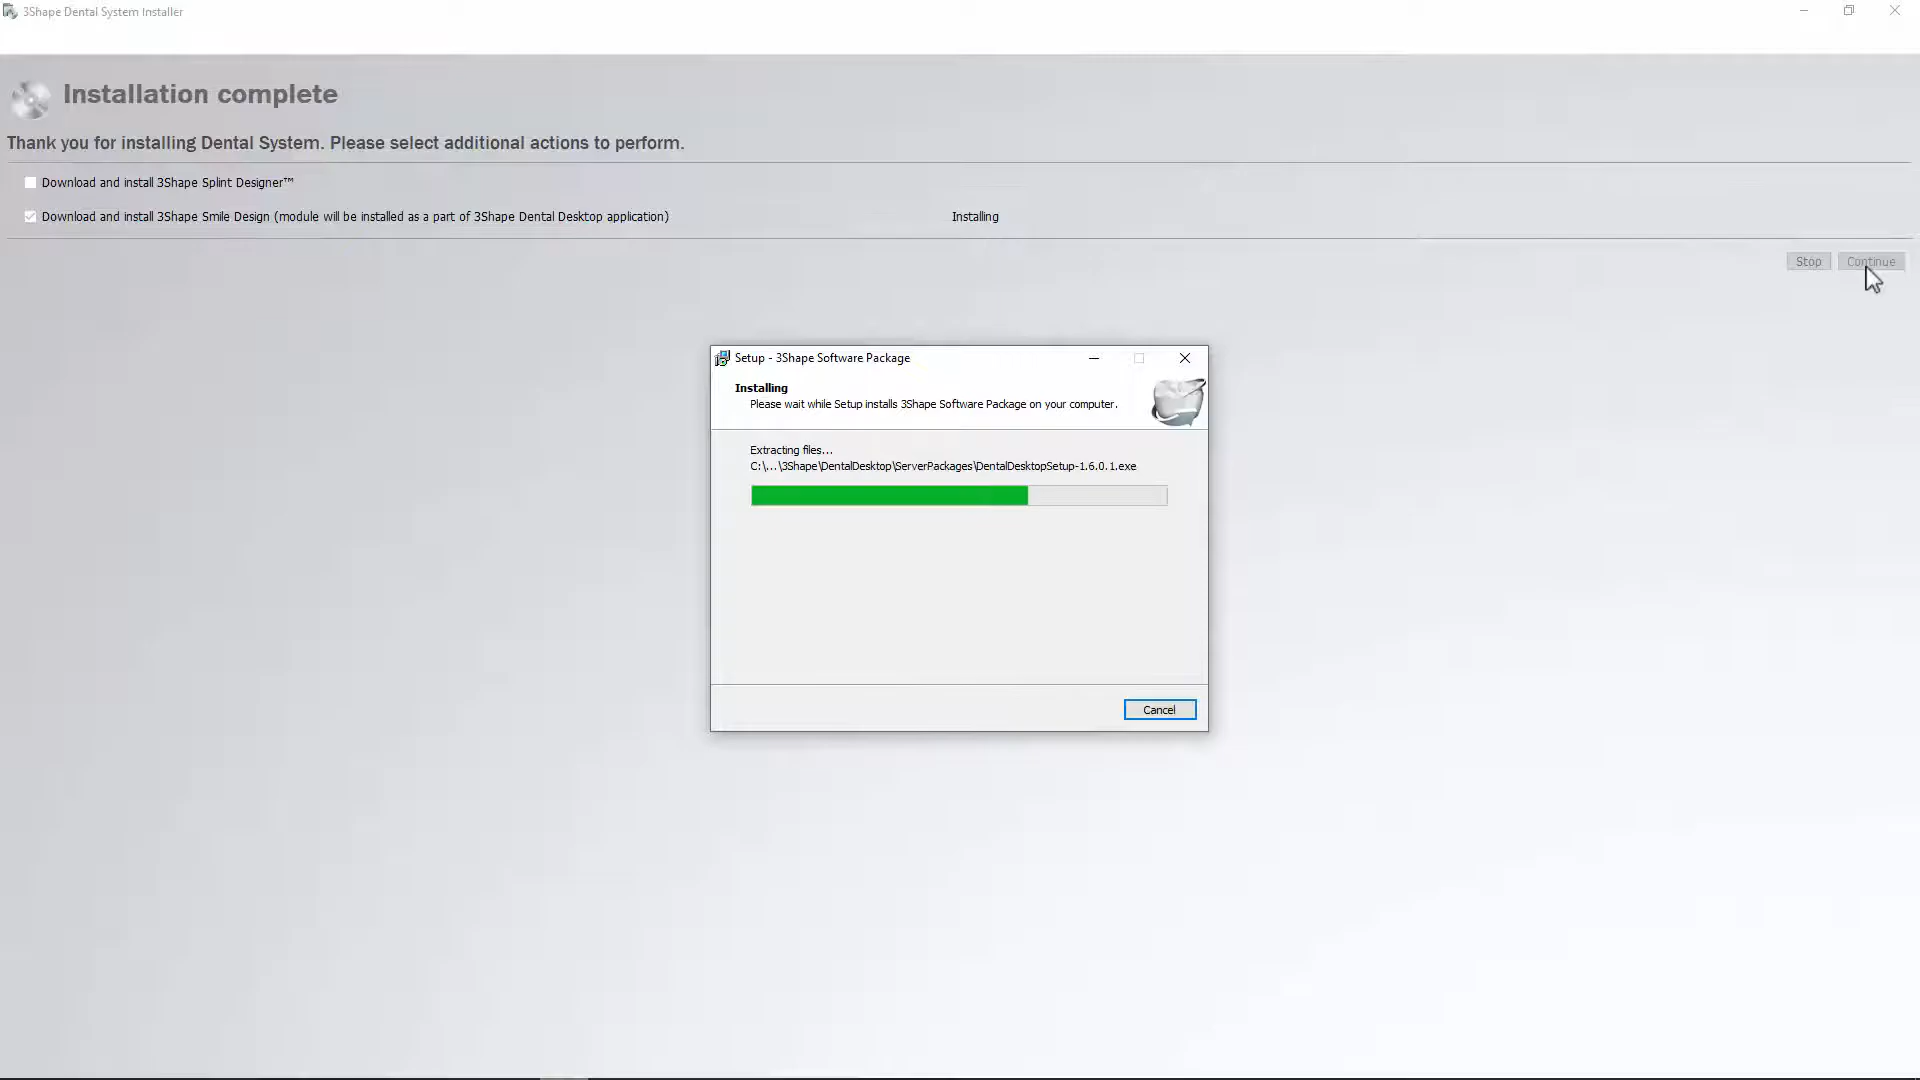 3Shape Dental System Installer
Installation complete
Thank you for installing Dental System. Please select additional actions to perform.
Download and install 3Shape Splint Designer™
Download and install 3Shape Smile Design (module will be installed as a part of 3Shape Dental Desktop application)
Installing
Stop
Continue
Setup - 3Shape Software Package
Installing
Please wait while Setup installs 3Shape Software Package on your computer.
Extracting files...
C:\...\3Shape\DentalDesktop\ServerPackages\DentalDesktopSetup-1.6.0.1.exe
Cancel